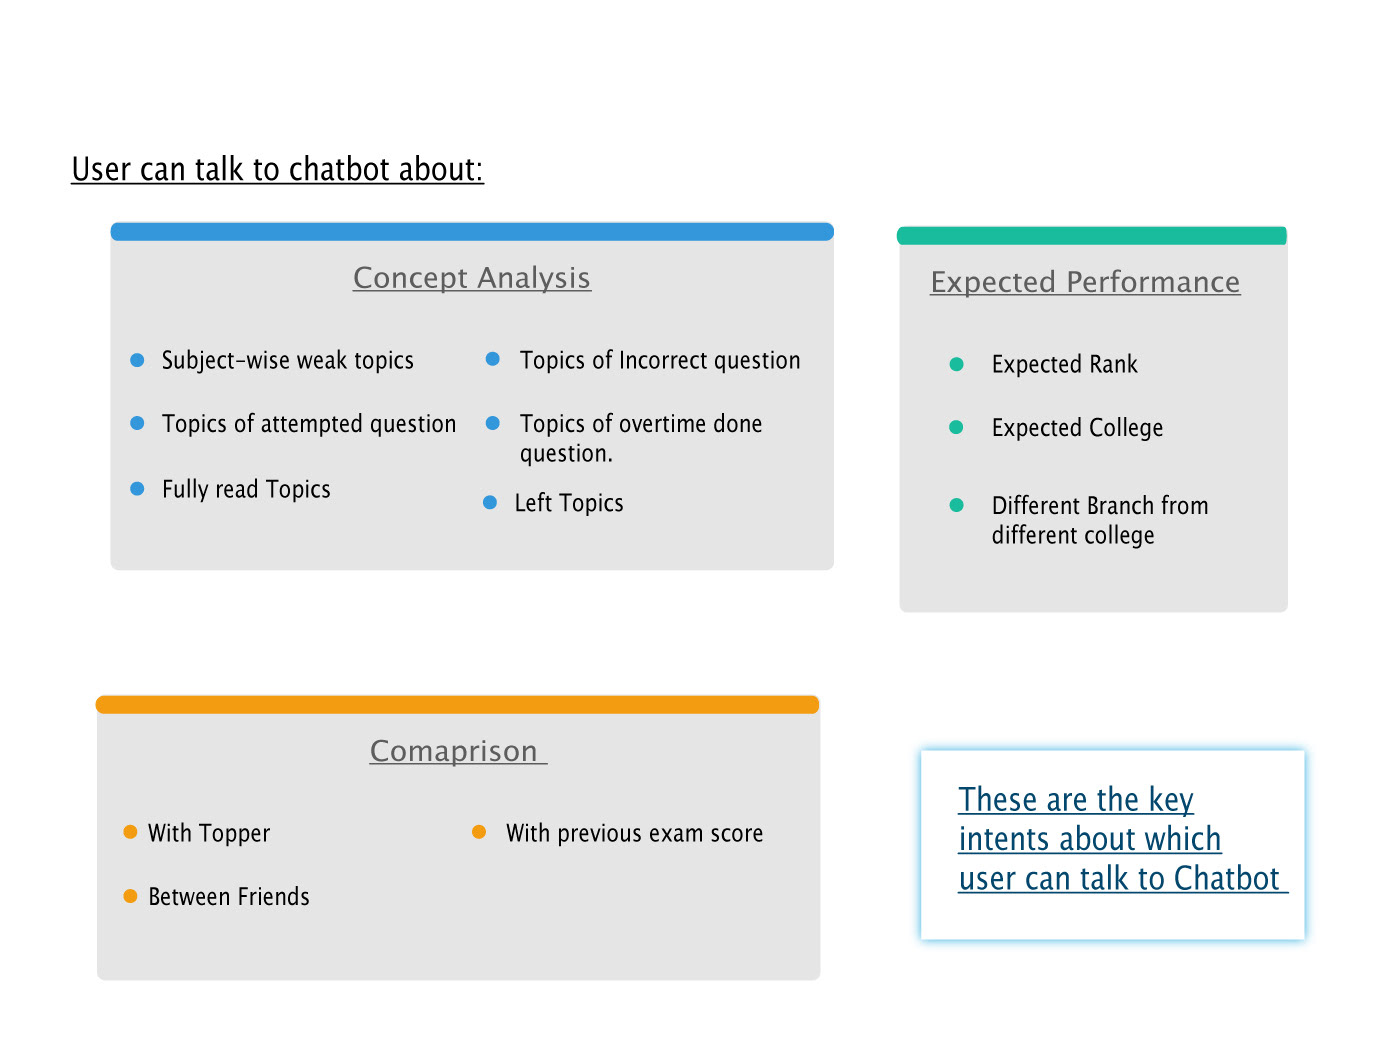 User can talk to chatbot about:
Concept Analysis
Subject-wise weak topics
Topics of attempted question
Fully read Topics
Topics of Incorrect question
Topics of overtime done
question.
Left Topics
Expected Performance
Expected Rank
Expected College
Different Branch from
different college
Comaprison
With Topper
Between Friends
With previous exam score
These are the key
intents about which
user can talk to Chatbot